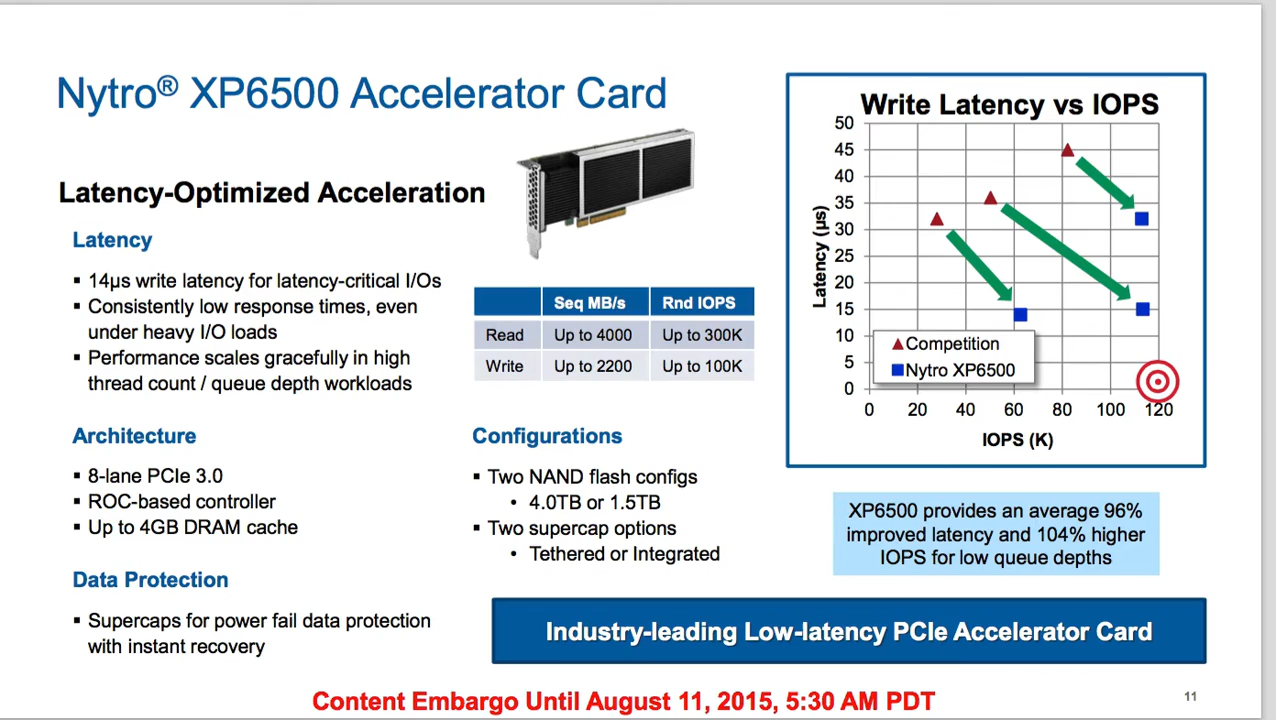 Nytro® XP6500 Accelerator Card
Latency-Optimized Acceleration
Latency
▪ 14µs write latency for latency-critical I/Os
▪ Consistently low response times, even
under heavy I/O loads
▪ Performance scales gracefully in high
thread count / queue depth workloads
Architecture
▪ 8-lane PCIe 3.0
▪ ROC-based controller
▪ Up to 4GB DRAM cache
Data Protection
▪ Supercaps for power fail data protection
with instant recovery
Seq MB/s Rnd IOPS
Read Up to 4000 Up to 300K
Write Up to 2200 Up to 100K
Configurations
▪ Two NAND flash configs
• 4.0TB or 1.5TB
▪ Two supercap options
• Tethered or Integrated
Write Latency vs IOPS
50
45
40
35
30
25
20
15
10
5
0
Latency (µs)
Competition
Nytro XP6500
0 20 40 60 80 100 120
IOPS (K)
XP6500 provides an average 96%
improved latency and 104% higher
IOPS for low queue depths
Industry-leading Low-latency PCIe Accelerator Card
Content Embargo Until August 11, 2015, 5:30 AM PDT
11